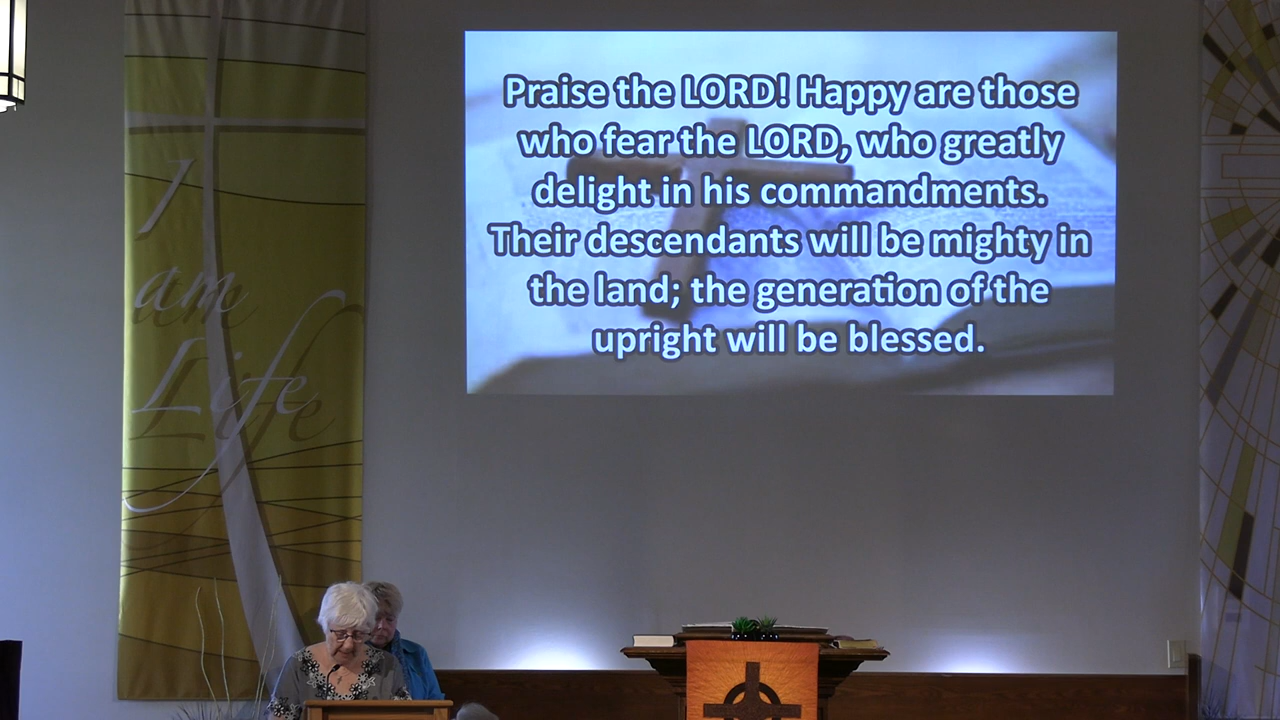 I
am
Life
Praise the LORD! Happy are those
who fear the LORD, who greatly
delight in his commandments.
Their descendants will be mighty in
the land; the generation of the
upright will be blessed.